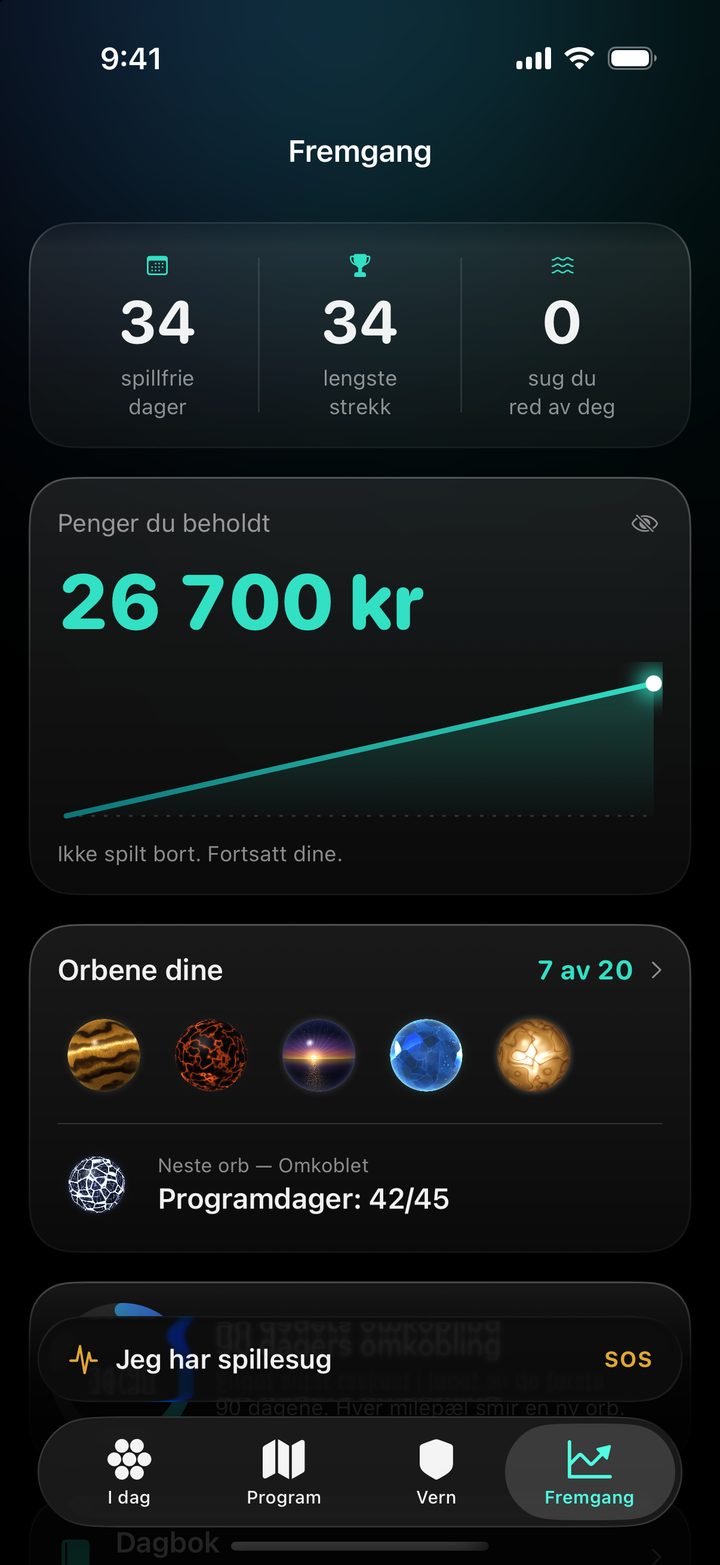 9:41
Fremgang
34
spillfrie
dager
34
lengste
strekk
0
sug du
red av deg
Penger du beholdt
26 700 kr
Ikke spilt bort. Fortsatt dine.
Orbene dine
7 av 20
Neste orb — Omkoblet
Programdager: 42/45
Jeg har spillesug
SOS
90 dagene. Hver milepæl smir en ny orb.
I dag
Program
Vern
Fremgang
Dagbok